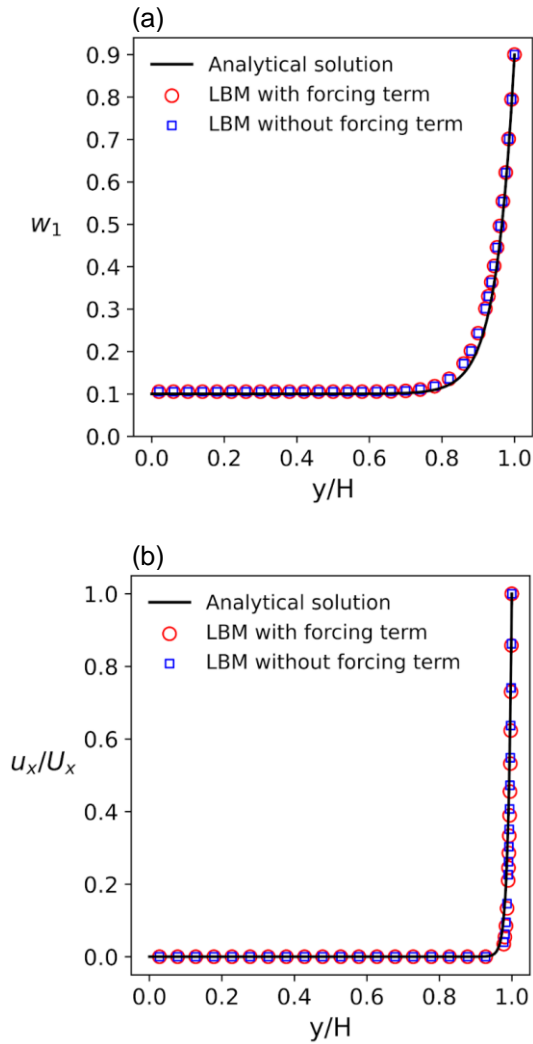 (a)
0.9
0.8
0.7
0.6
0.5
0.4
0.3
0.2
0.1
0.0
w₁
Analytical solution
LBM with forcing term
LBM without forcing term
0.0 0.2 0.4 0.6 0.8 1.0
y/H
(b)
1.0
0.8
0.6
0.4
0.2
0.0
uₓ/Uₓ
Analytical solution
LBM with forcing term
LBM without forcing term
0.0 0.2 0.4 0.6 0.8 1.0
y/H